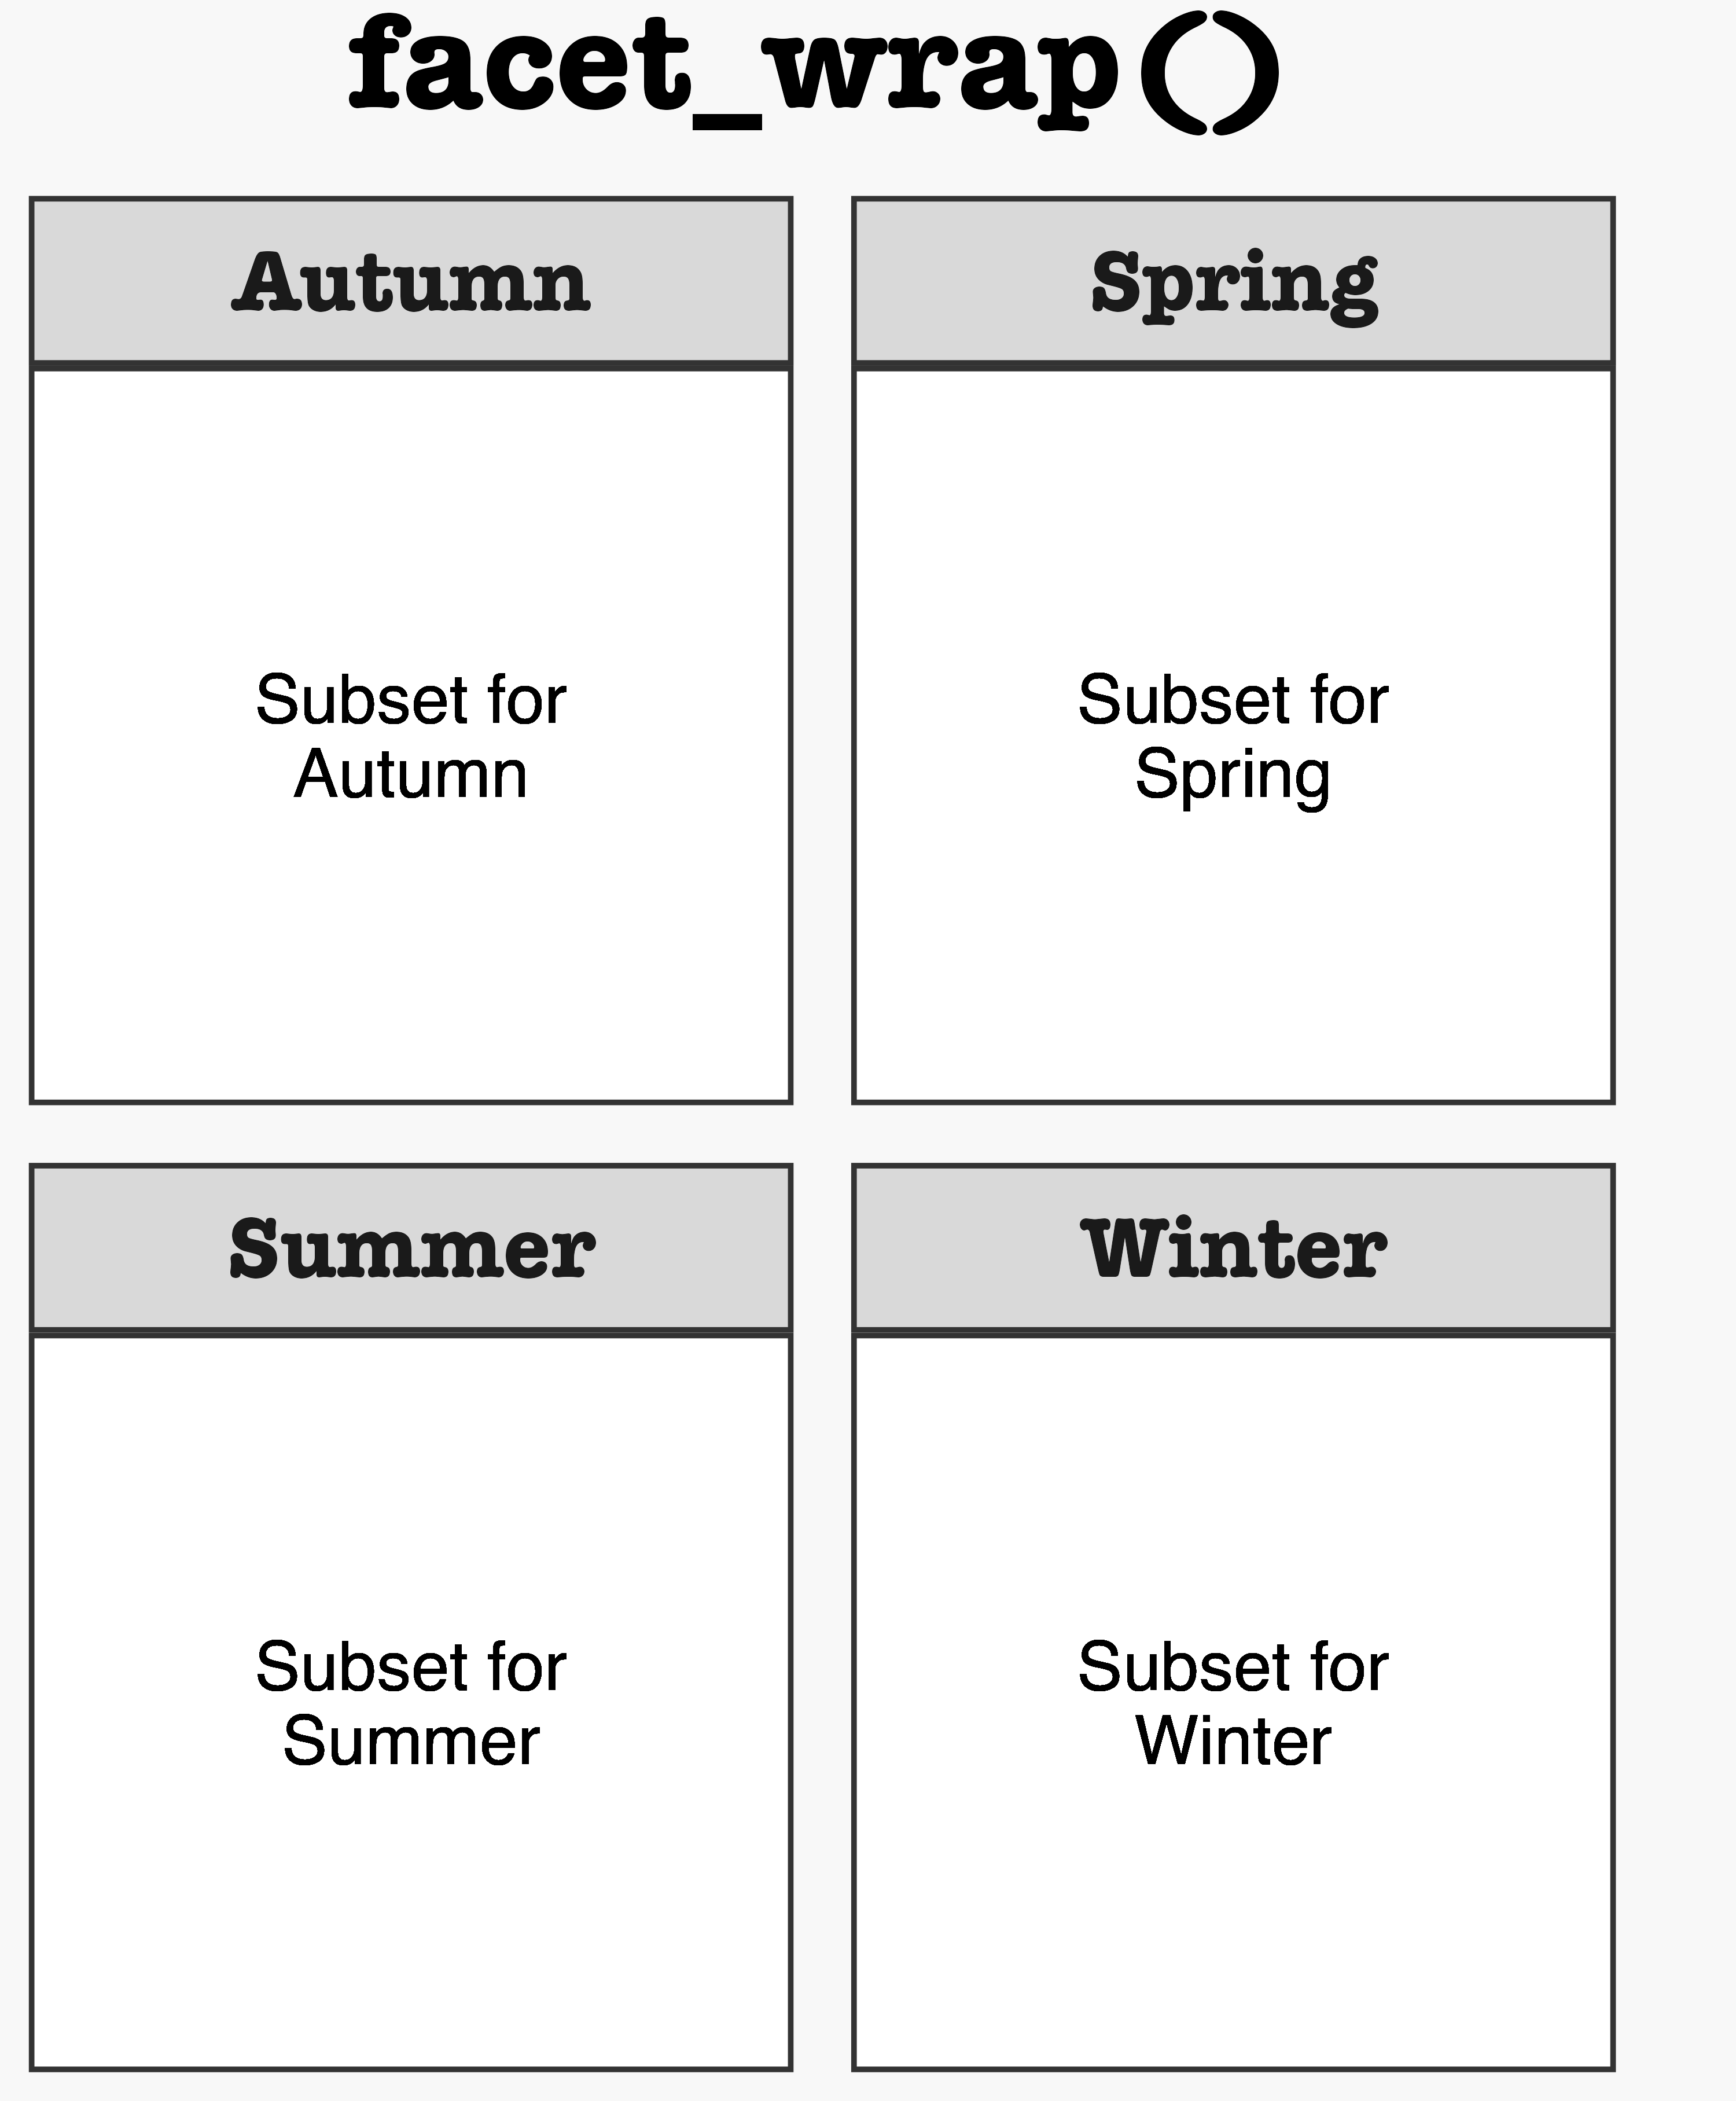 facet_wrap()
Autumn
Spring
Subset for
Autumn
Subset for
Spring
Summer
Winter
Subset for
Summer
Subset for
Winter